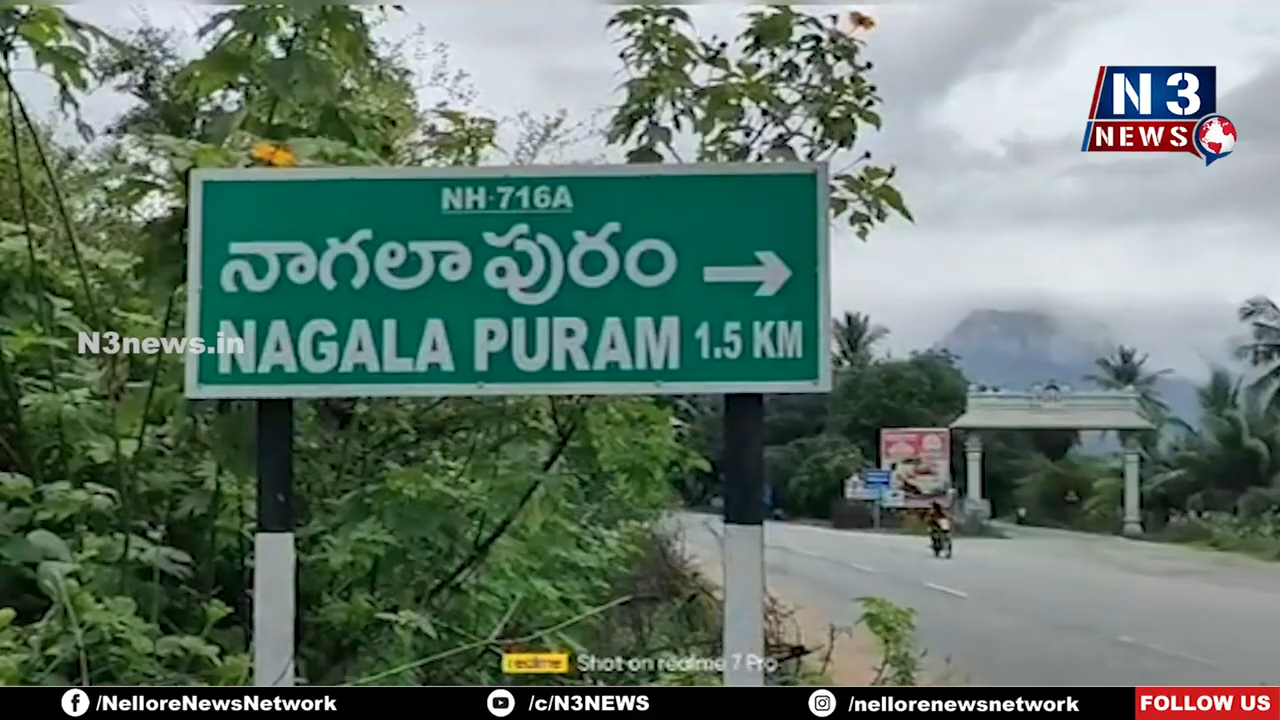 N3
NEWS
NH-716A
నాగలా పురం
NAGALA PURAM 1.5 KM
N3news.in
realme Shot on realme 7 Pro
/NelloreNewsNetwork /c/N3NEWS /nellorenewsnetwork FOLLOW US